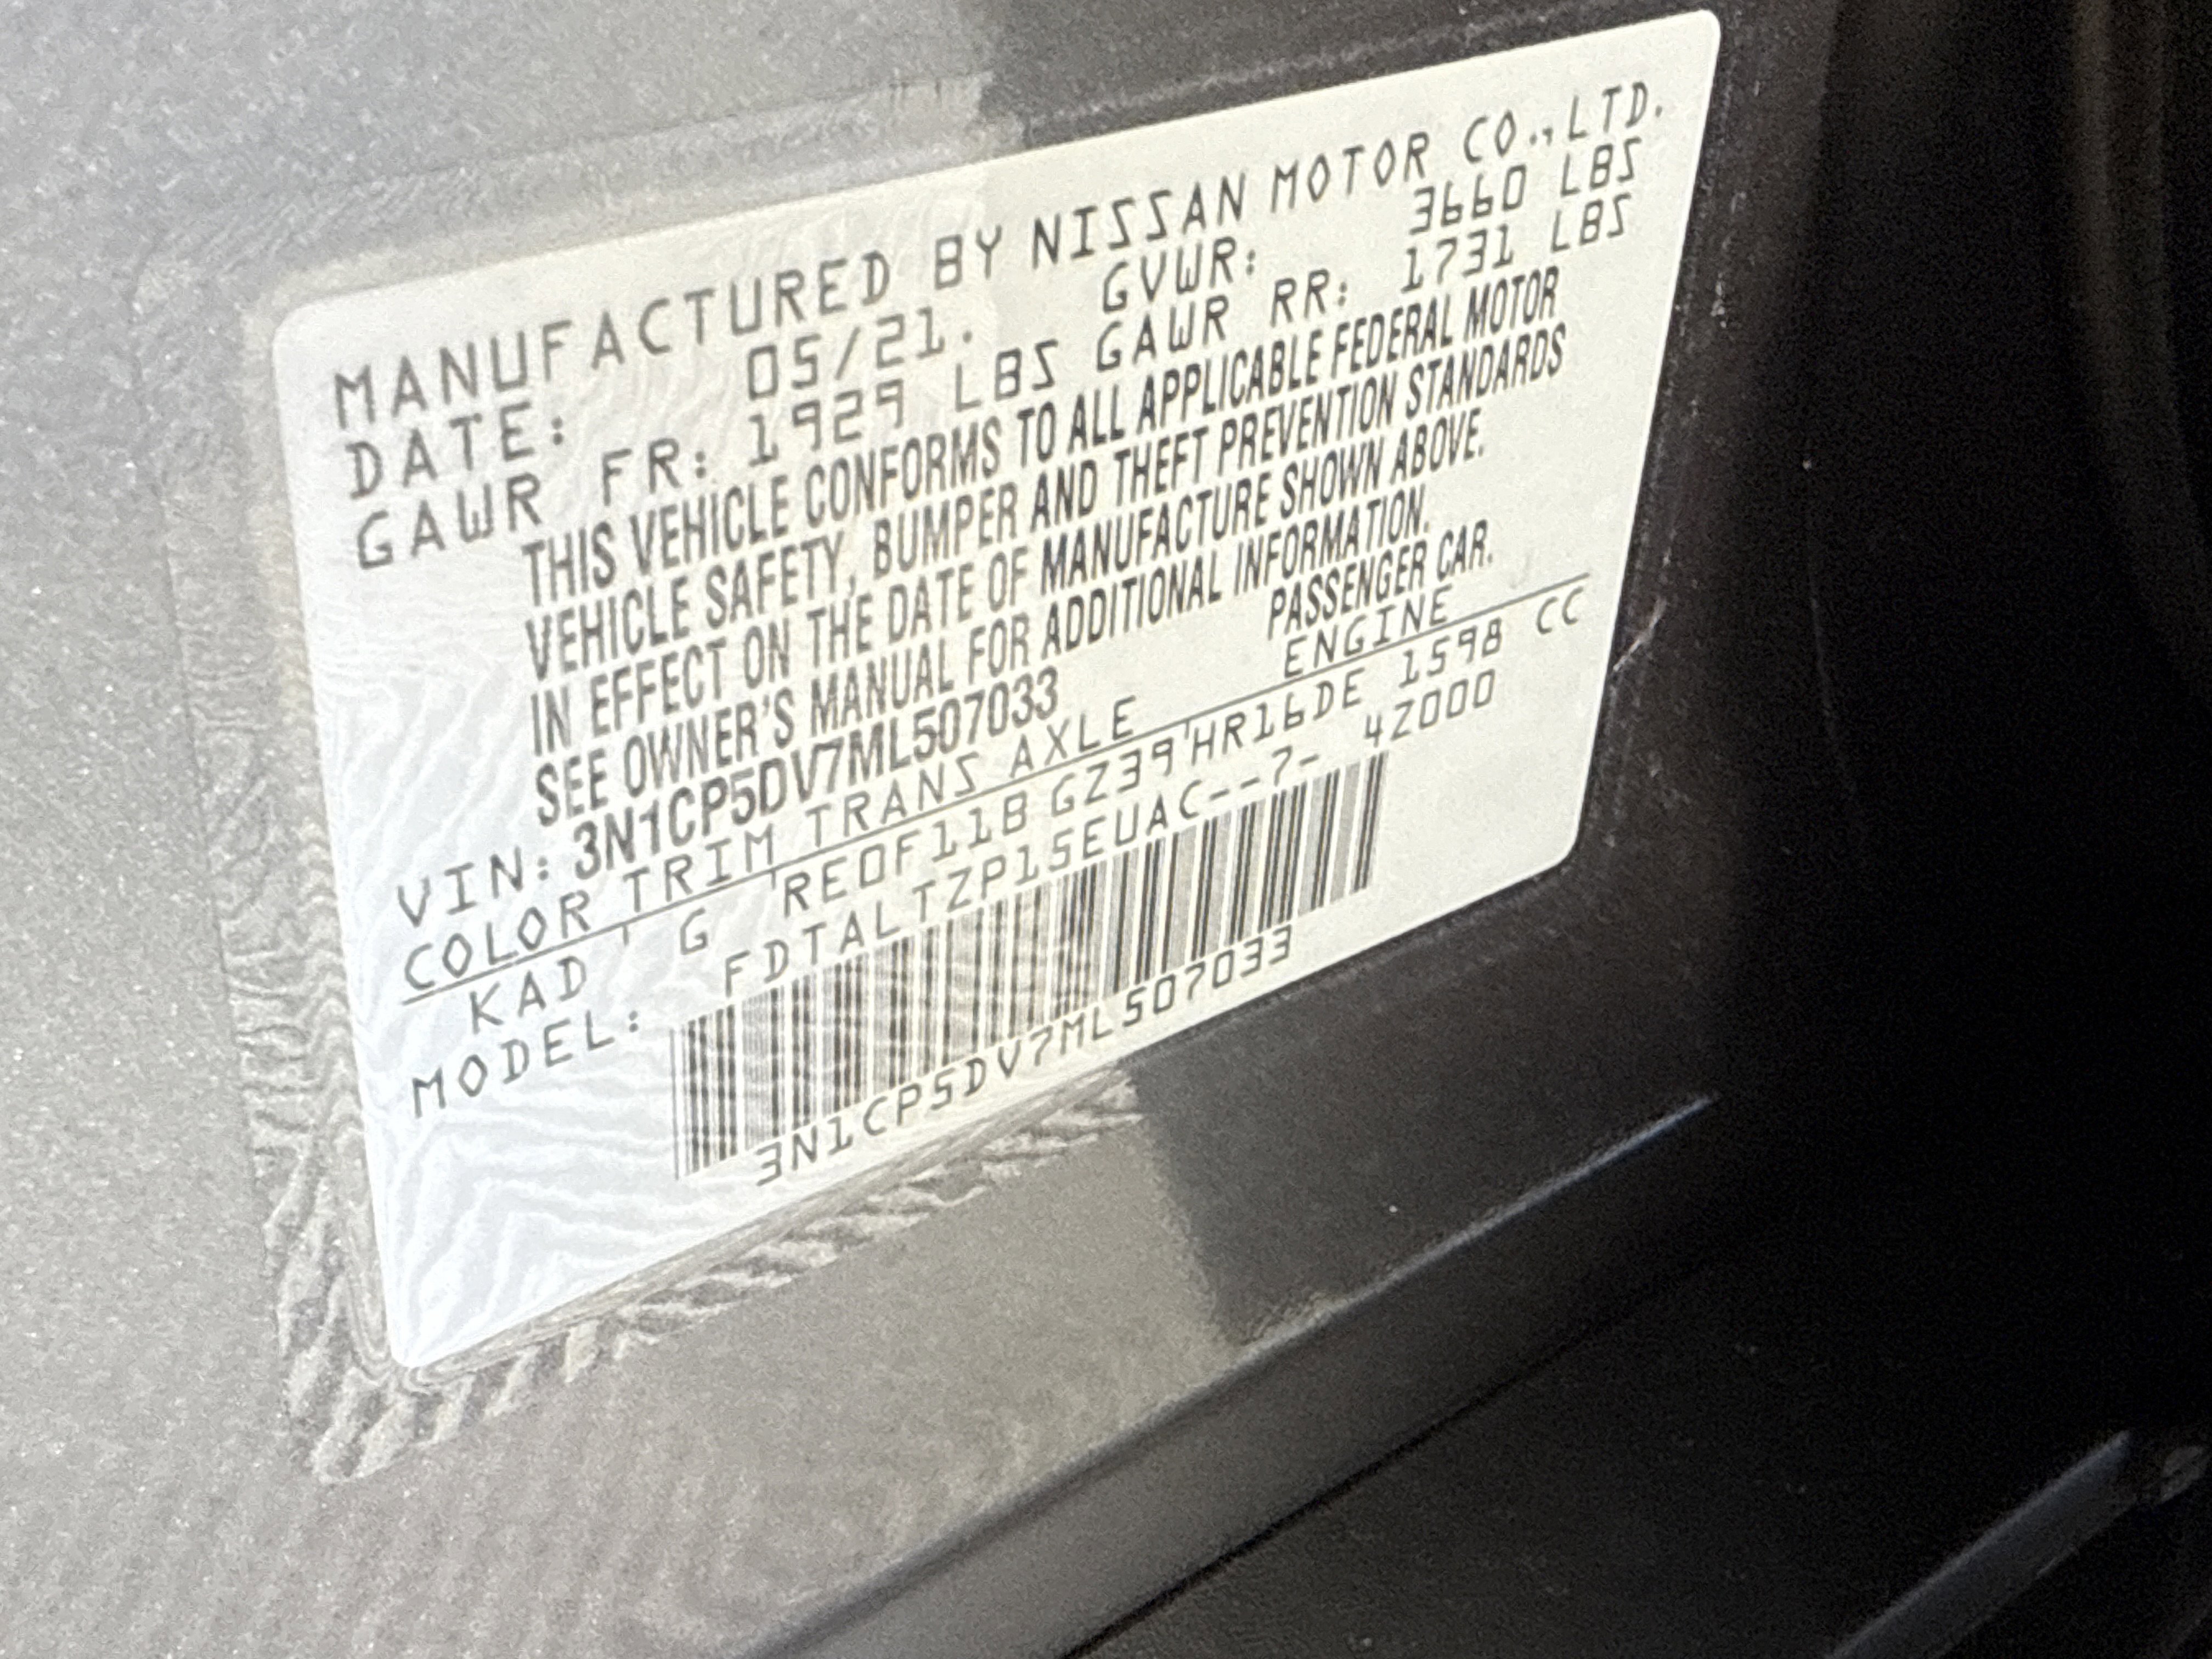 MANUFACTURED BY NISSAN MOTOR CO.,LTD.
DATE: 05/21. GVWR: 3660 LBS
GAWR FR: 1929 LBS GAWR RR: 1731 LBS
THIS VEHICLE CONFORMS TO ALL APPLICABLE FEDERAL MOTOR
VEHICLE SAFETY, BUMPER AND THEFT PREVENTION STANDARDS
IN EFFECT ON THE DATE OF MANUFACTURE SHOWN ABOVE.
SEE OWNER'S MANUAL FOR ADDITIONAL INFORMATION.
VIN: 3N1CP5DV7ML507033 PASSENGER CAR.
COLOR TRIM TRANS AXLE ENGINE
KAD G RE0F11B GZ39 HR16DE 1598 CC
MODEL: FDTALTZP15EUAC--7- 4Z000
3N1CP5DV7ML507033